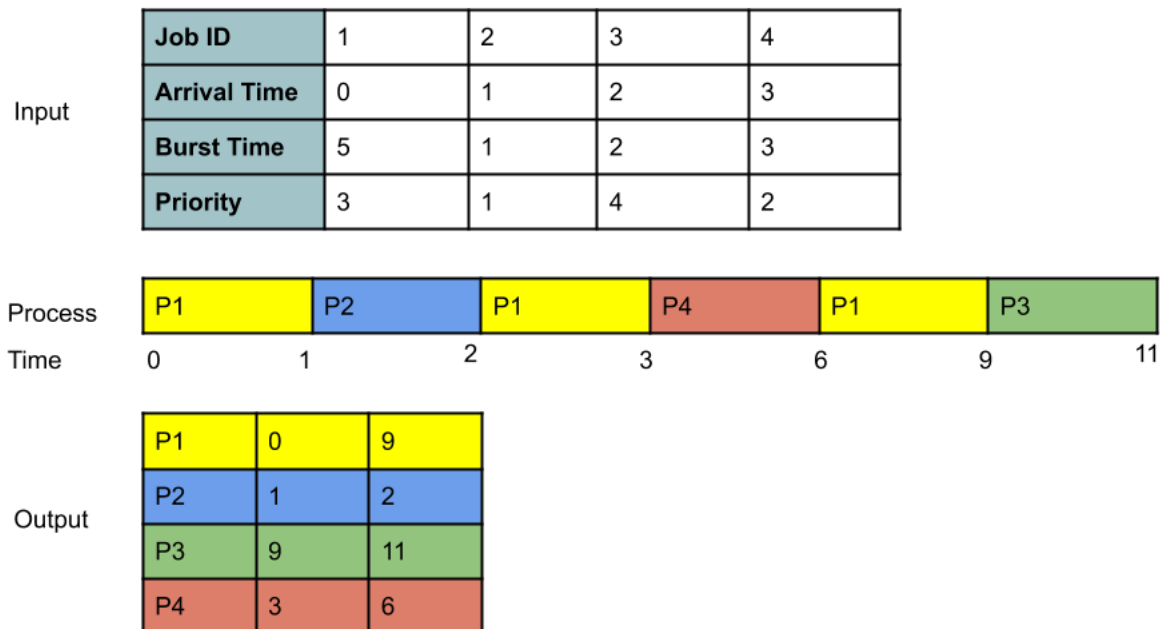 Input
Job ID 1 2 3 4
Arrival Time 0 1 2 3
Burst Time 5 1 2 3
Priority 3 1 4 2
Process P1 P2 P1 P4 P1 P3
Time 0 1 2 3 6 9 11
Output
P1 0 9
P2 1 2
P3 9 11
P4 3 6